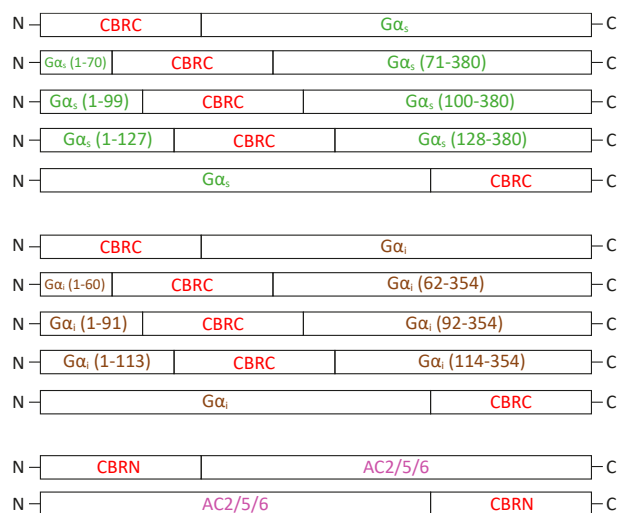 N CBRC Gαₛ C
N Gαₛ (1-70) CBRC Gαₛ (71-380) C
N Gαₛ (1-99) CBRC Gαₛ (100-380) C
N Gαₛ (1-127) CBRC Gαₛ (128-380) C
N Gαₛ CBRC C
N CBRC Gαᵢ C
N Gαᵢ (1-60) CBRC Gαᵢ (62-354) C
N Gαᵢ (1-91) CBRC Gαᵢ (92-354) C
N Gαᵢ (1-113) CBRC Gαᵢ (114-354) C
N Gαᵢ CBRC C
N CBRN AC2/5/6 C
N AC2/5/6 CBRN C